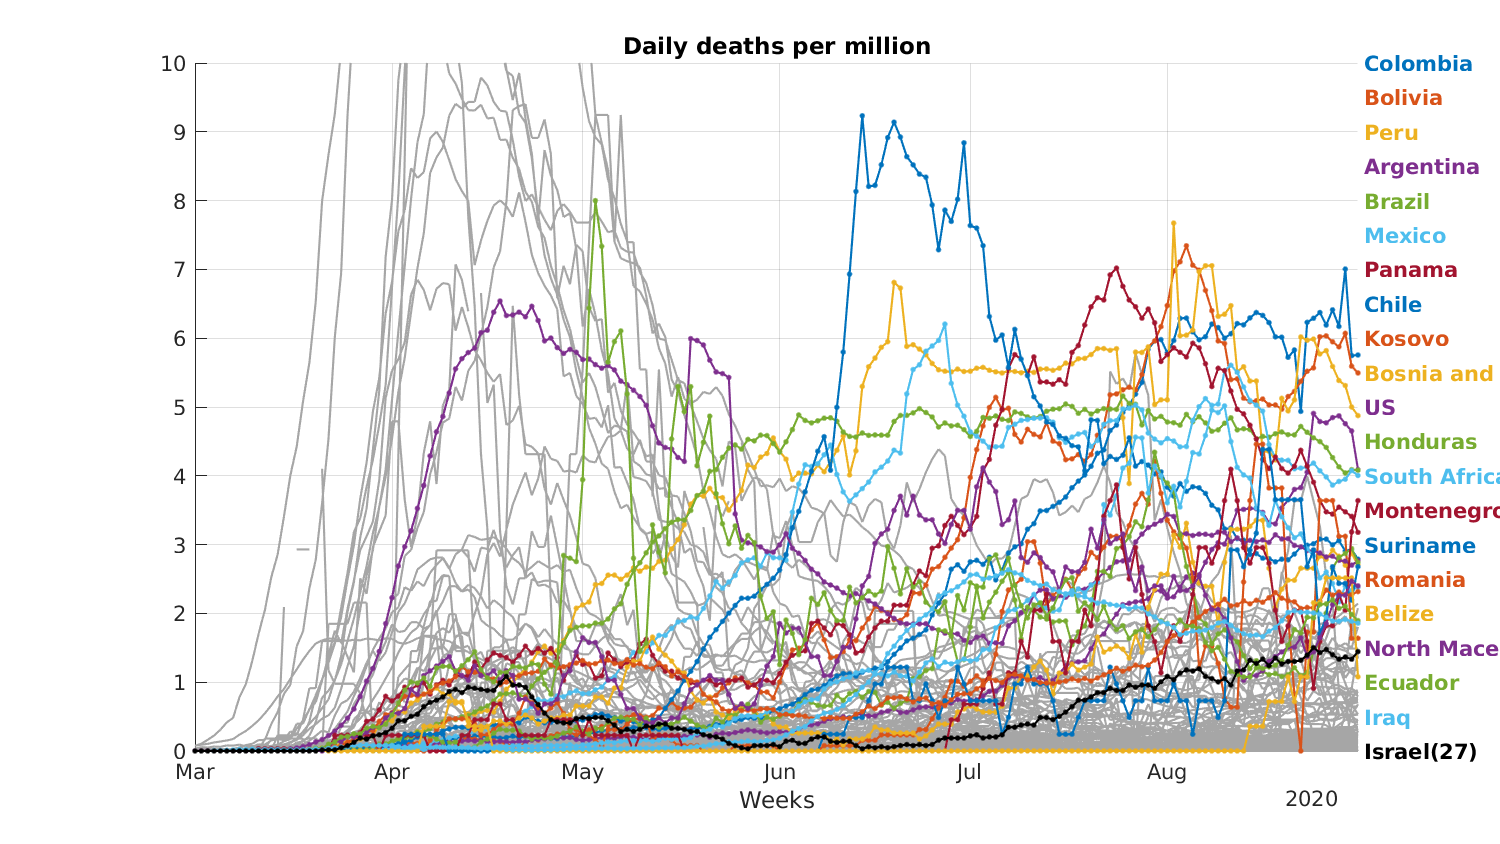 Daily deaths per million
10
9
8
7
6
5
4
3
2
1
0
Mar
Apr
May
Jun
Jul
Aug
Weeks
2020
Colombia
Bolivia
Peru
Argentina
Brazil
Mexico
Panama
Chile
Kosovo
Bosnia and
US
Honduras
South Africa
Montenegro
Suriname
Romania
Belize
North Mace
Ecuador
Iraq
Israel(27)